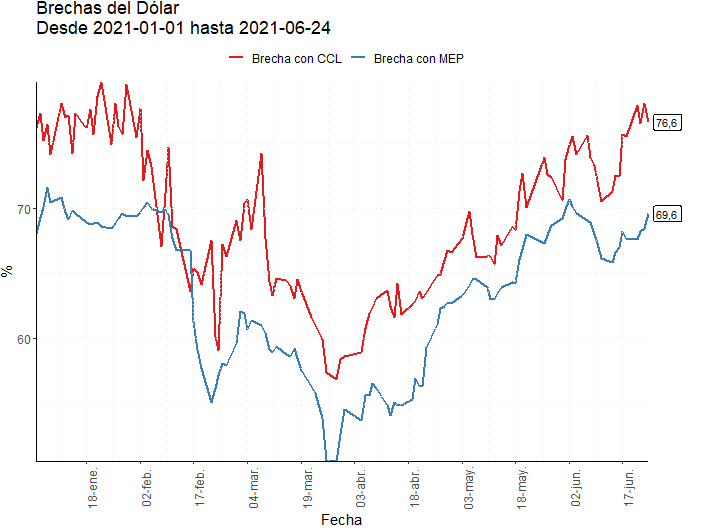 Brechas del Dólar
Desde 2021-01-01 hasta 2021-06-24
Brecha con CCL Brecha con MEP
76,6
70
69,6
%
60
18-ene.
02-feb.
17-feb.
04-mar.
19-mar.
03-abr.
18-abr.
03-may.
18-may.
02-jun.
17-jun.
Fecha